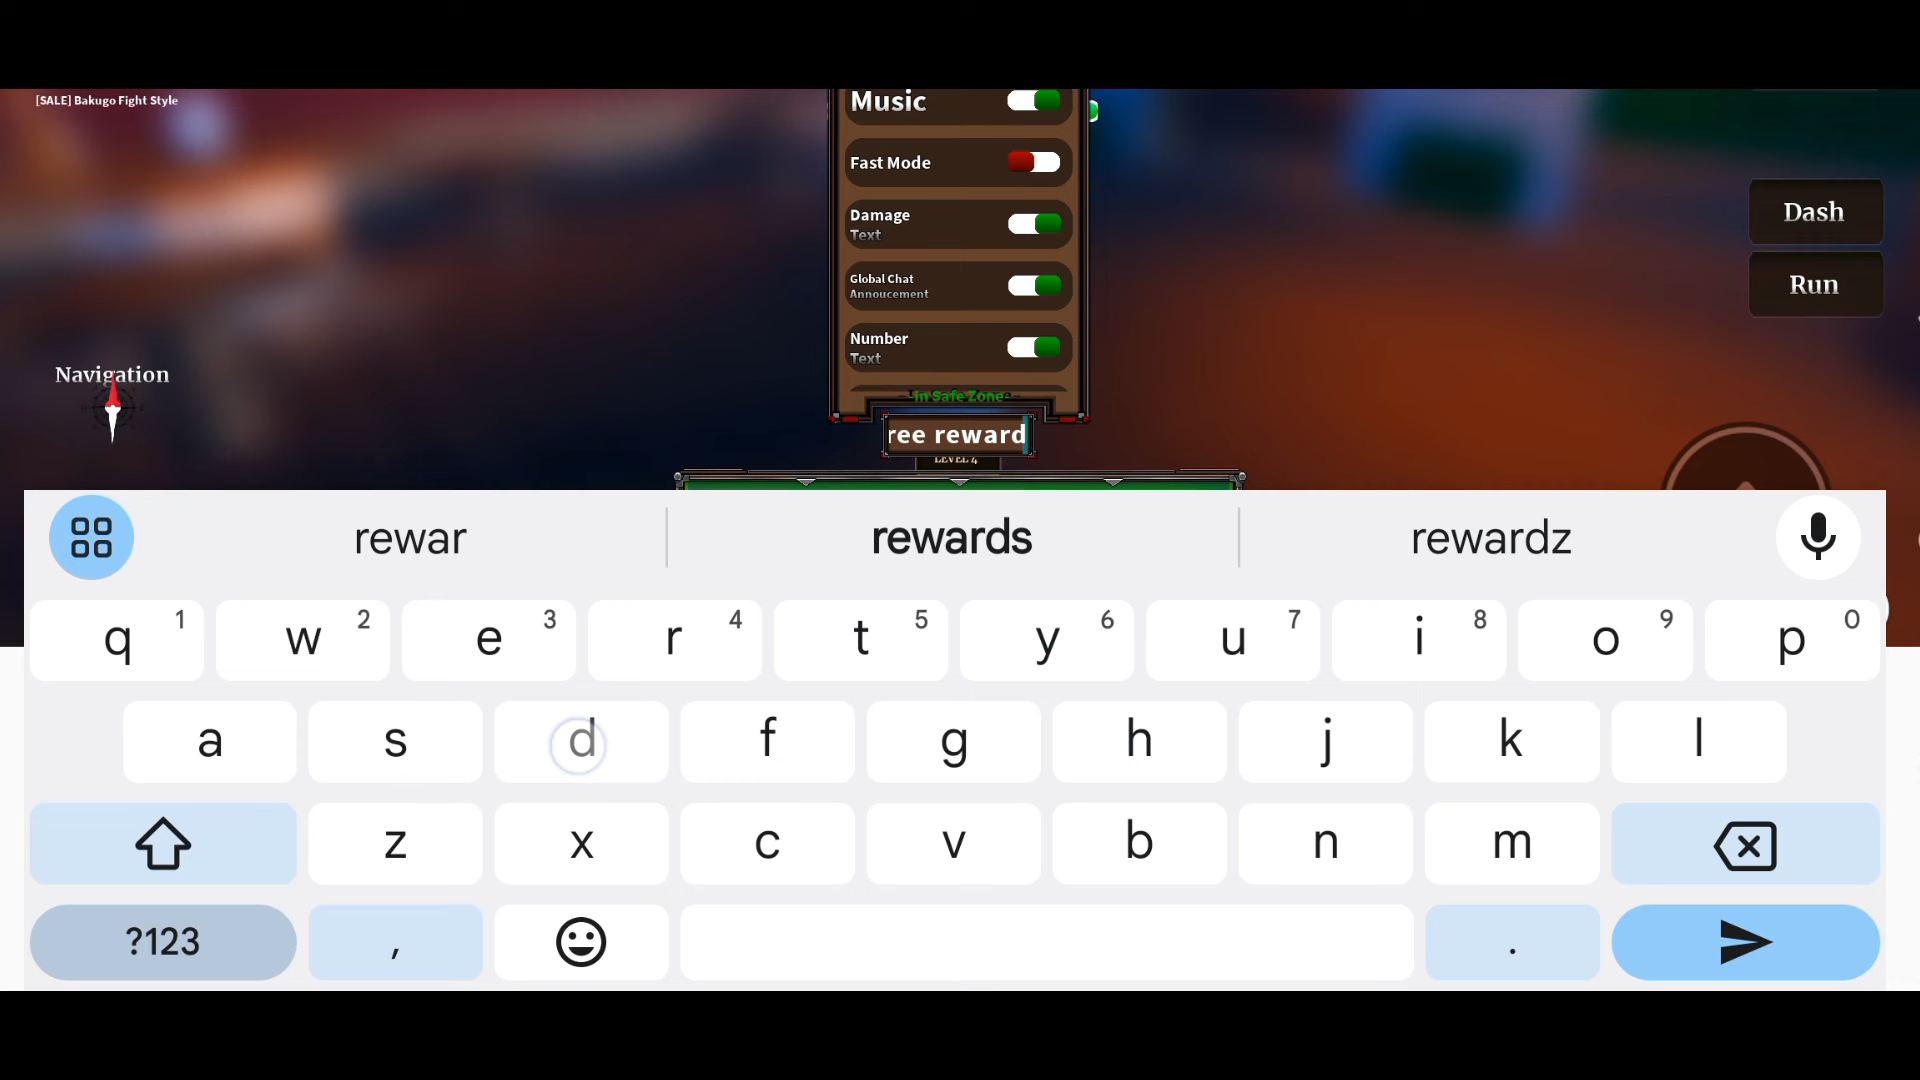 [SALE] Bakugo Fight Style
Music
Fast Mode
Damage
Text
Global Chat
Annoucement
Number
Text
Dash
Run
Navigation
In Safe Zone
ree reward
LEVEL 4
rewar
rewards
rewardz
q 1 w 2 e 3 r 4 t 5 y 6 u 7 i 8 o 9 p 0
a s d f g h j k l
z x c v b n m
?123 , .